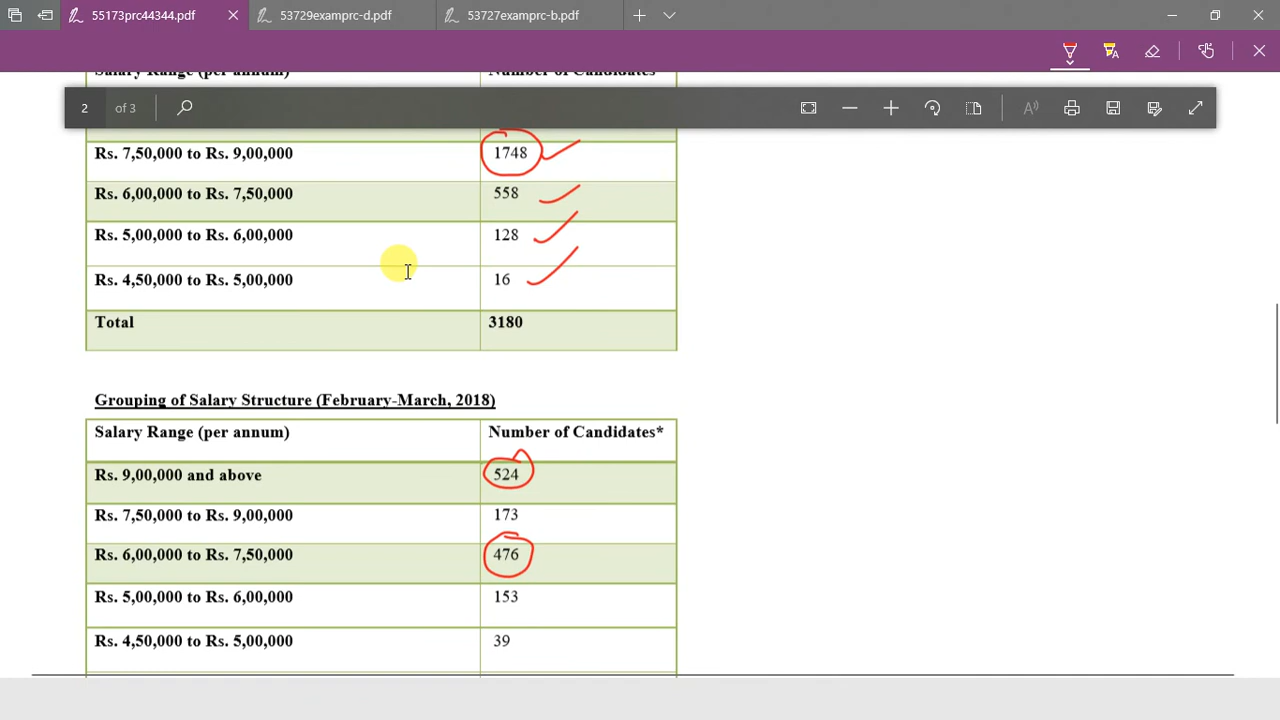 55173prc44344.pdf 53729examprc-d.pdf 53727examprc-b.pdf
2 of 3
Salary Range (per annum) Number of Candidates
Rs. 7,50,000 to Rs. 9,00,000 1748
Rs. 6,00,000 to Rs. 7,50,000 558
Rs. 5,00,000 to Rs. 6,00,000 128
Rs. 4,50,000 to Rs. 5,00,000 16
Total 3180
Grouping of Salary Structure (February-March, 2018)
Salary Range (per annum) Number of Candidates*
Rs. 9,00,000 and above 524
Rs. 7,50,000 to Rs. 9,00,000 173
Rs. 6,00,000 to Rs. 7,50,000 476
Rs. 5,00,000 to Rs. 6,00,000 153
Rs. 4,50,000 to Rs. 5,00,000 39